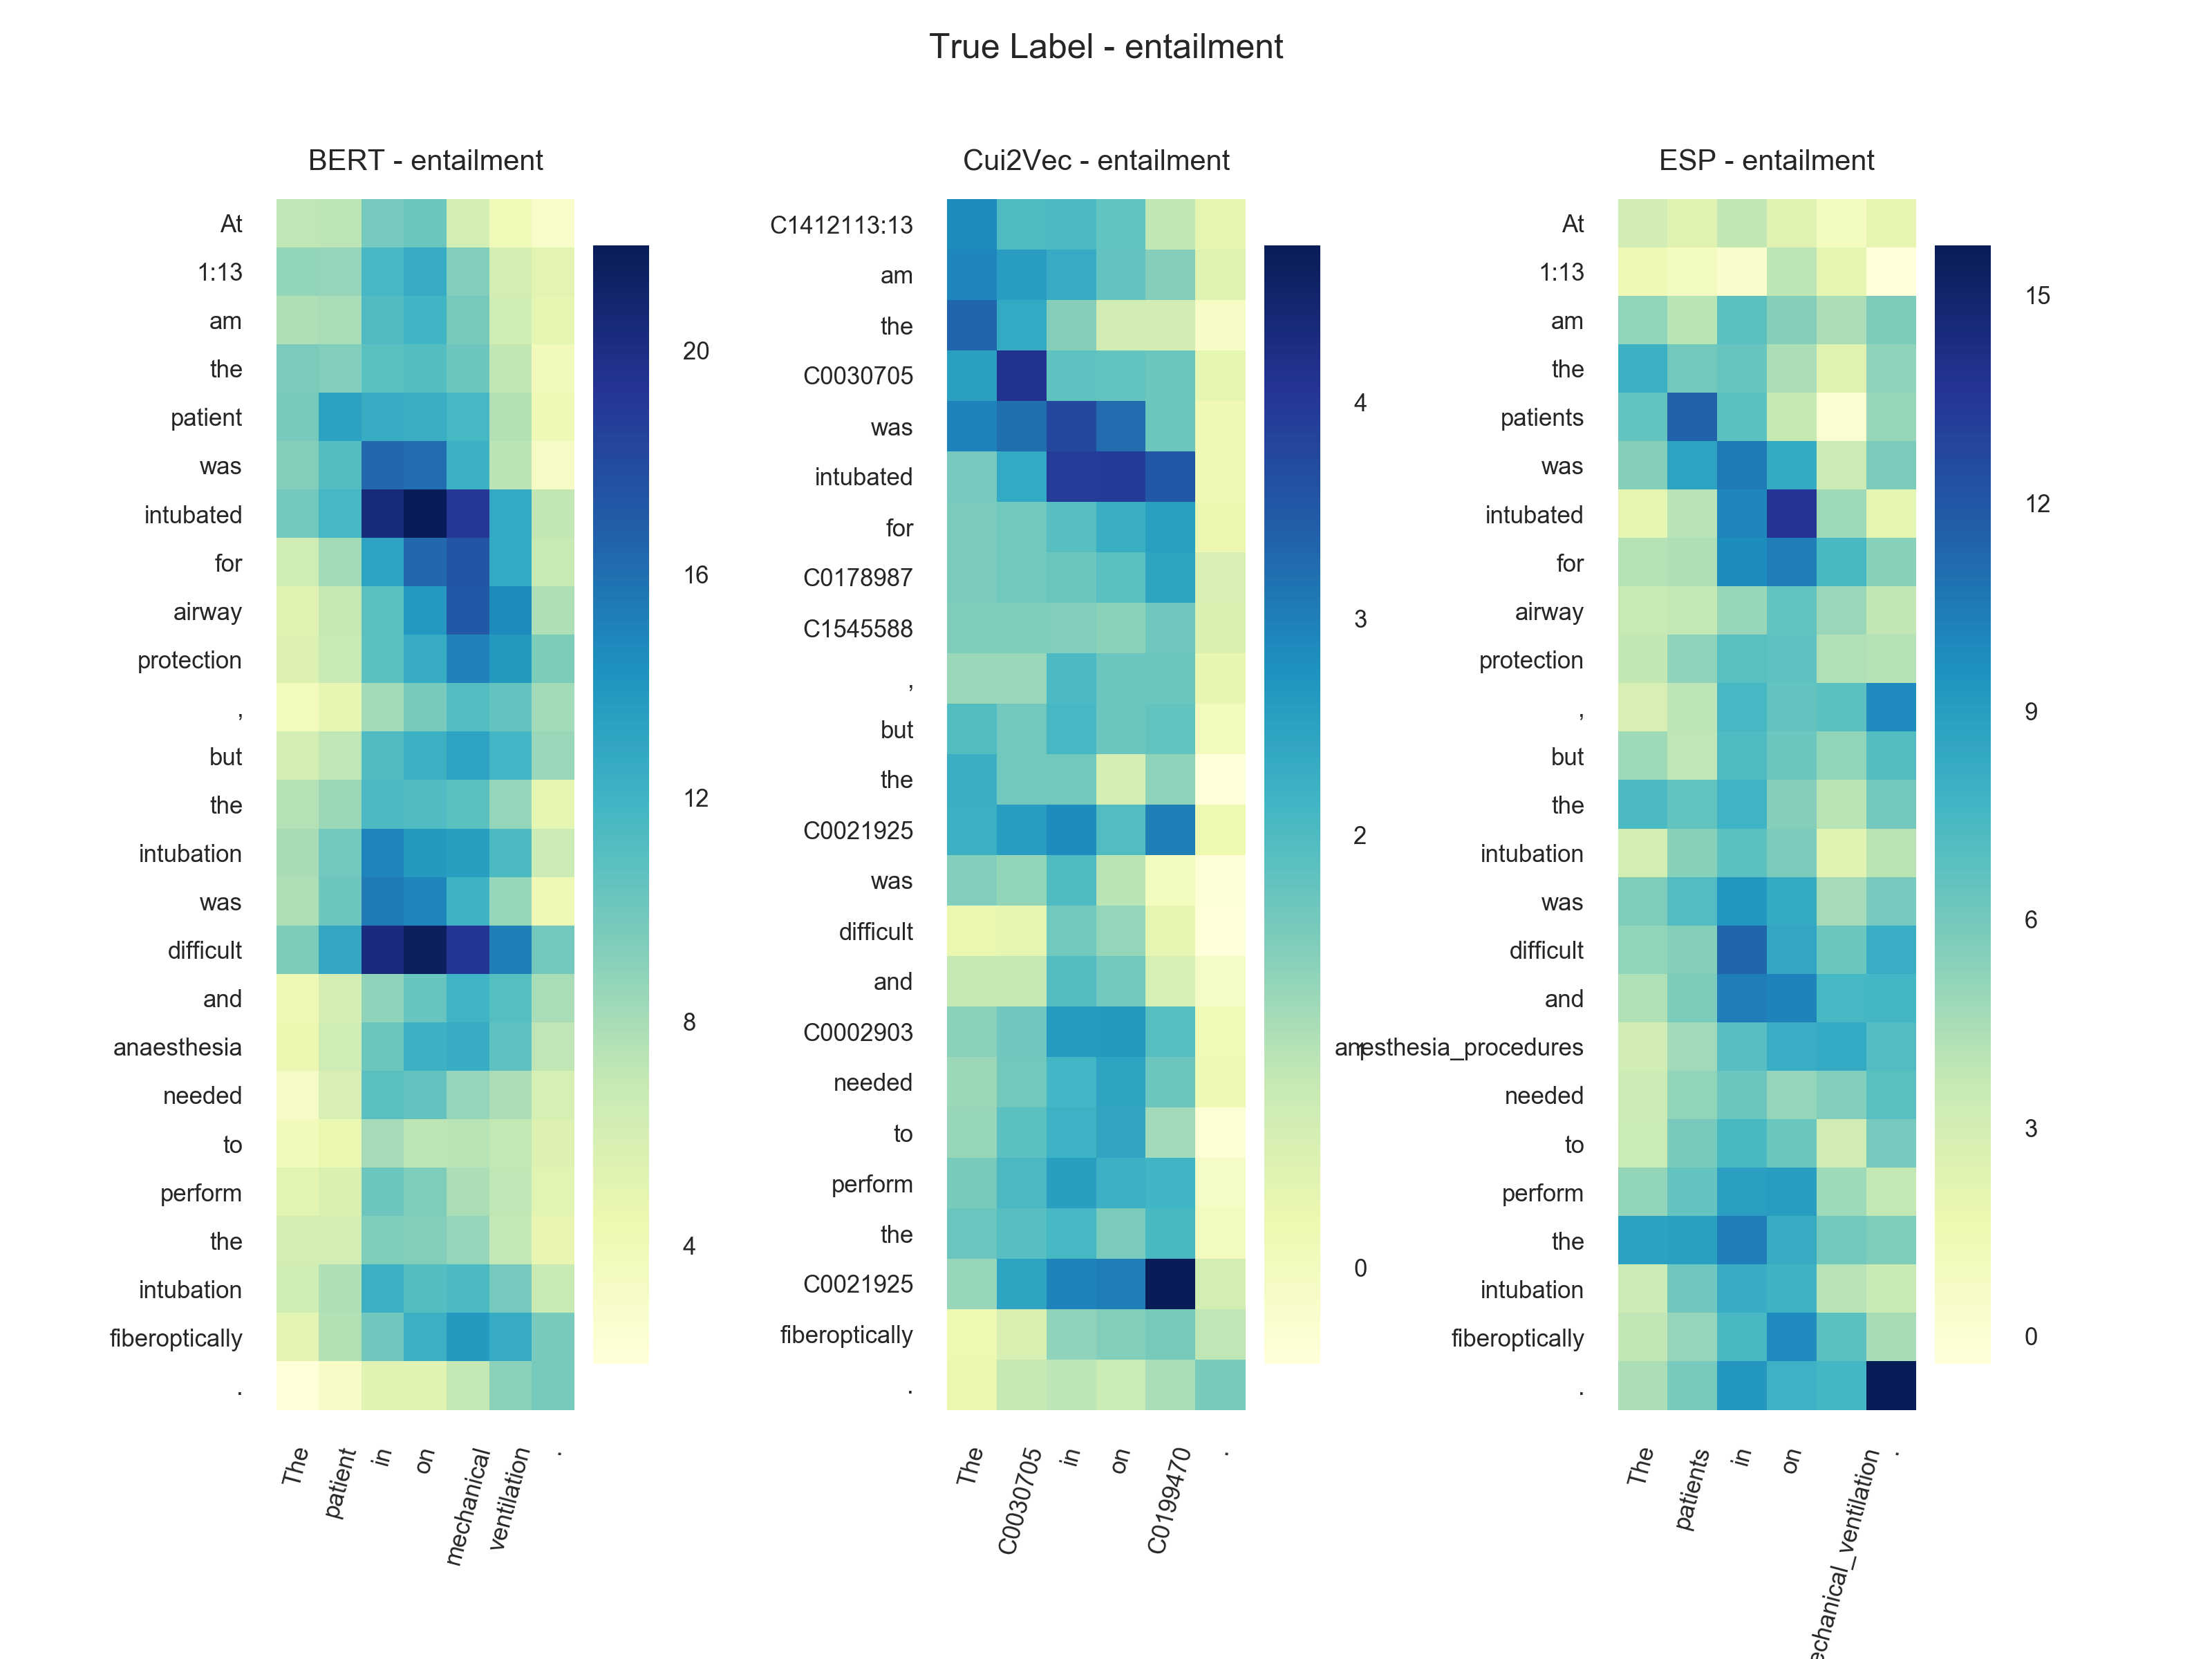 True Label - entailment
BERT - entailment
At
1:13
am
the
patient
was
intubated
for
airway
protection
,
but
the
intubation
was
difficult
and
anaesthesia
needed
to
perform
the
intubation
fiberoptically
.
The
patient
in
on
mechanical
ventilation
.
20
16
12
8
4
Cui2Vec - entailment
C1412113:13
am
the
C0030705
was
intubated
for
C0178987
C1545588
,
but
the
C0021925
was
difficult
and
C0002903
needed
to
perform
the
C0021925
fiberoptically
.
The
C0030705
in
on
C0199470
.
4
3
2
0
ESP - entailment
At
1:13
am
the
patients
was
intubated
for
airway
protection
,
but
the
intubation
was
difficult
and
anesthesia_procedures
needed
to
perform
the
intubation
fiberoptically
.
The
patients
in
on
echanical_ventilation
.
15
12
9
6
3
0